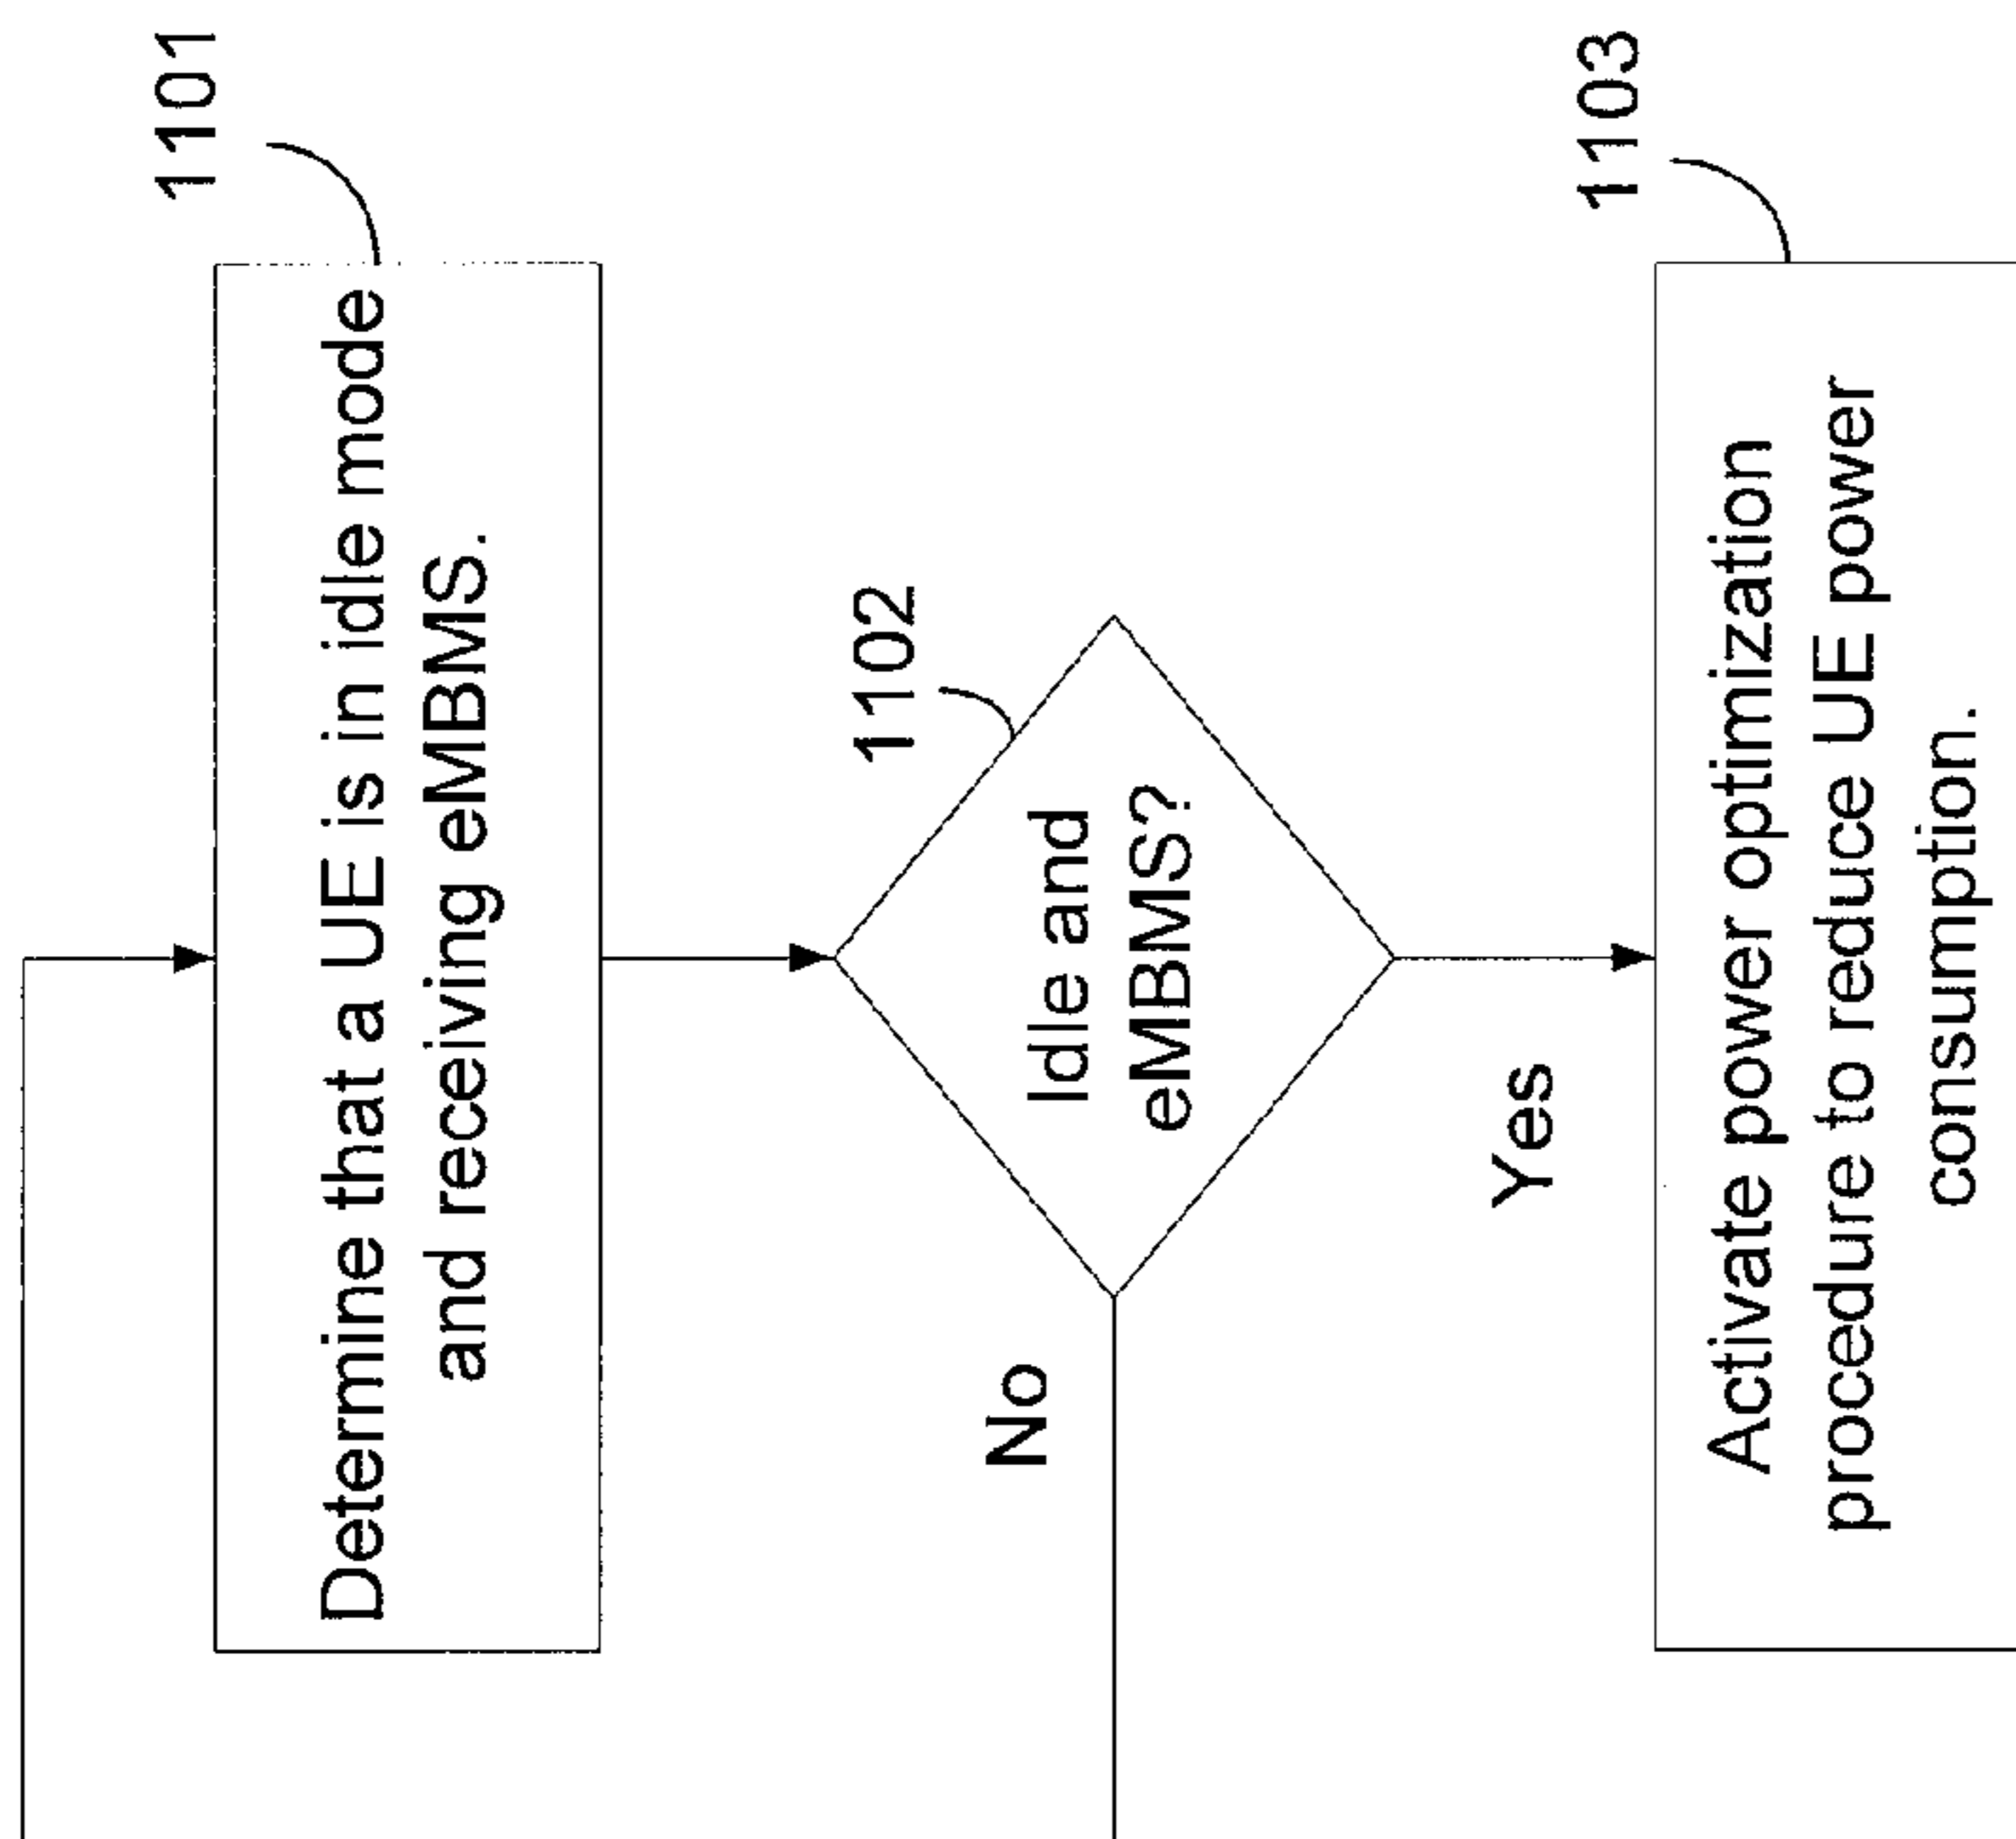 1101
Determine that a UE is in idle mode
and receiving eMBMS.
1102
Idle and
eMBMS?
No
Yes
1103
Activate power optimization
procedure to reduce UE power
consumption.